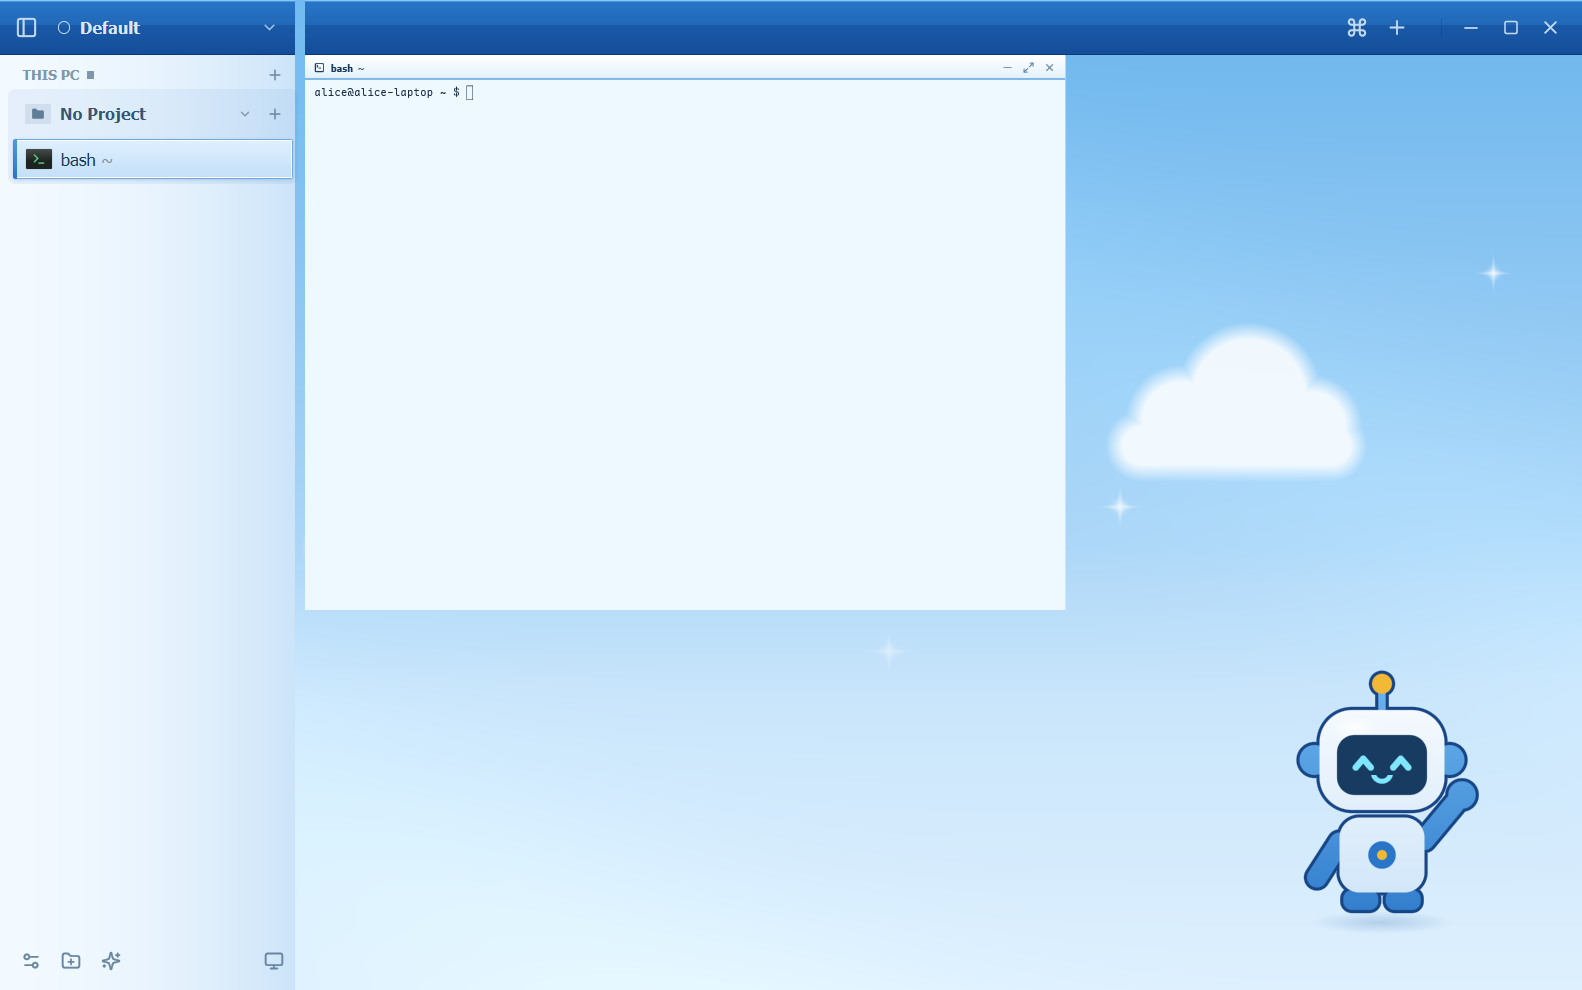 Default
THIS PC
No Project
bash ~
bash ~
alice@alice-laptop ~ $